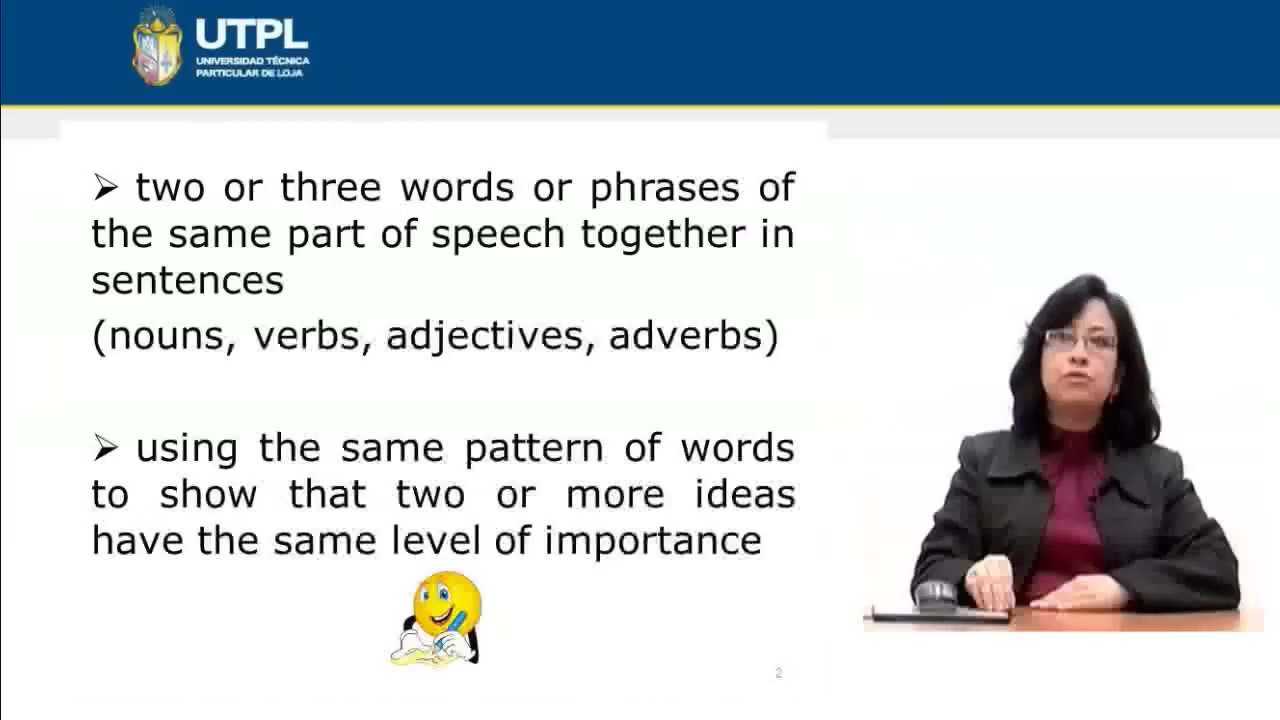 UTPL
UNIVERSIDAD TÉCNICA
PARTICULAR DE LOJA
➢ two or three words or phrases of
the same part of speech together in
sentences
(nouns, verbs, adjectives, adverbs)
➢ using the same pattern of words
to show that two or more ideas
have the same level of importance
2